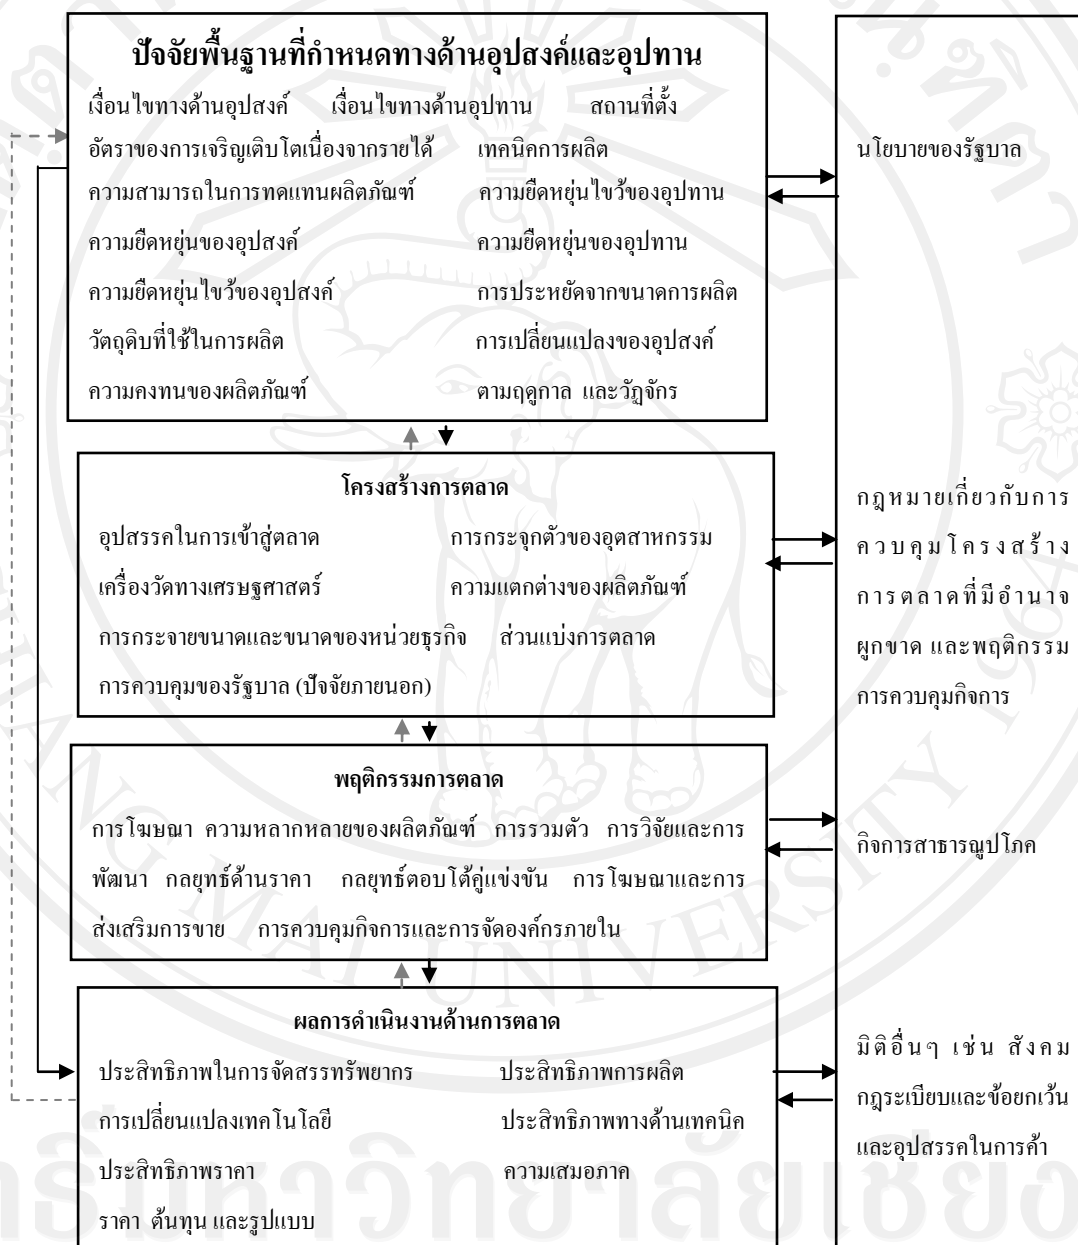 ปัจจัยพื้นฐานที่กำหนดทางด้านอุปสงค์และอุปทาน
เงื่อนไขทางด้านอุปสงค์ เงื่อนไขทางด้านอุปทาน สถานที่ตั้ง
อัตราของการเจริญเติบโตเนื่องจากรายได้ เทคนิคการผลิต
ความสามารถในการทดแทนผลิตภัณฑ์ ความยืดหยุ่นไขว้ของอุปทาน
ความยืดหยุ่นของอุปสงค์ ความยืดหยุ่นของอุปทาน
ความยืดหยุ่นไขว้ของอุปสงค์ การประหยัดจากขนาดการผลิต
วัตถุดิบที่ใช้ในการผลิต การเปลี่ยนแปลงของอุปสงค์
ความคงทนของผลิตภัณฑ์ ตามฤดูกาล และวัฏจักร
นโยบายของรัฐบาล
โครงสร้างการตลาด
อุปสรรคในการเข้าสู่ตลาด การกระจุกตัวของอุตสาหกรรม
เครื่องวัดทางเศรษฐศาสตร์ ความแตกต่างของผลิตภัณฑ์
การกระจายขนาดและขนาดของหน่วยธุรกิจ ส่วนแบ่งการตลาด
การควบคุมของรัฐบาล (ปัจจัยภายนอก)
กฎหมายเกี่ยวกับการ
ควบคุมโครงสร้าง
การตลาดที่มีอำนาจ
ผูกขาด และพฤติกรรม
การควบคุมกิจการ
พฤติกรรมการตลาด
การโฆษณา ความหลากหลายของผลิตภัณฑ์ การรวมตัว การวิจัยและการ
พัฒนา กลยุทธ์ด้านราคา กลยุทธ์ตอบโต้คู่แข่งขัน การโฆษณาและการ
ส่งเสริมการขาย การควบคุมกิจการและการจัดองค์กรภายใน
กิจการสาธารณูปโภค
ผลการดำเนินงานด้านการตลาด
ประสิทธิภาพในการจัดสรรทรัพยากร ประสิทธิภาพการผลิต
การเปลี่ยนแปลงเทคโนโลยี ประสิทธิภาพทางด้านเทคนิค
ประสิทธิภาพราคา ความเสมอภาค
ราคา ต้นทุน และรูปแบบ
มิติอื่นๆ เช่น สังคม
กฎระเบียบและข้อยกเว้น
และอุปสรรคในการค้า
MAI UNIVERSITY 1964